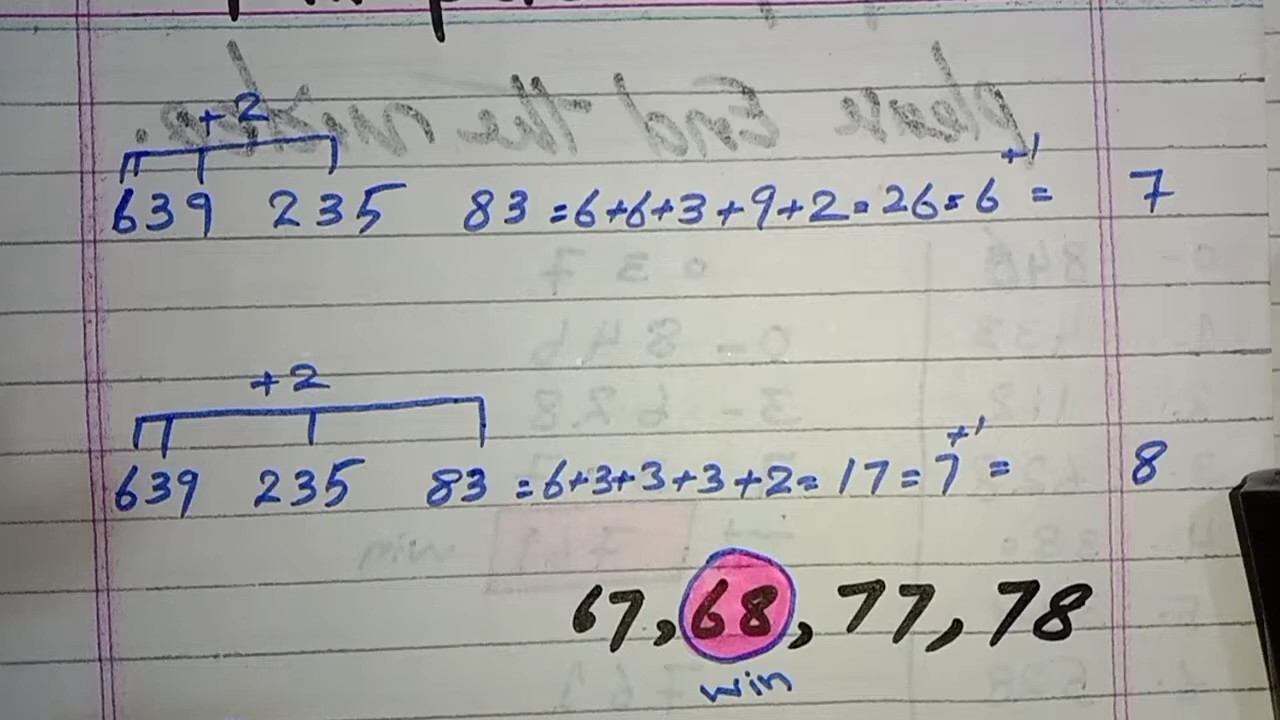 +2
639 235 83 =6+6+3+9+2=26=6+1= 7
+2
639 235 83 =6+3+3+3+2=17=7+1= 8
67,68,77,78
win